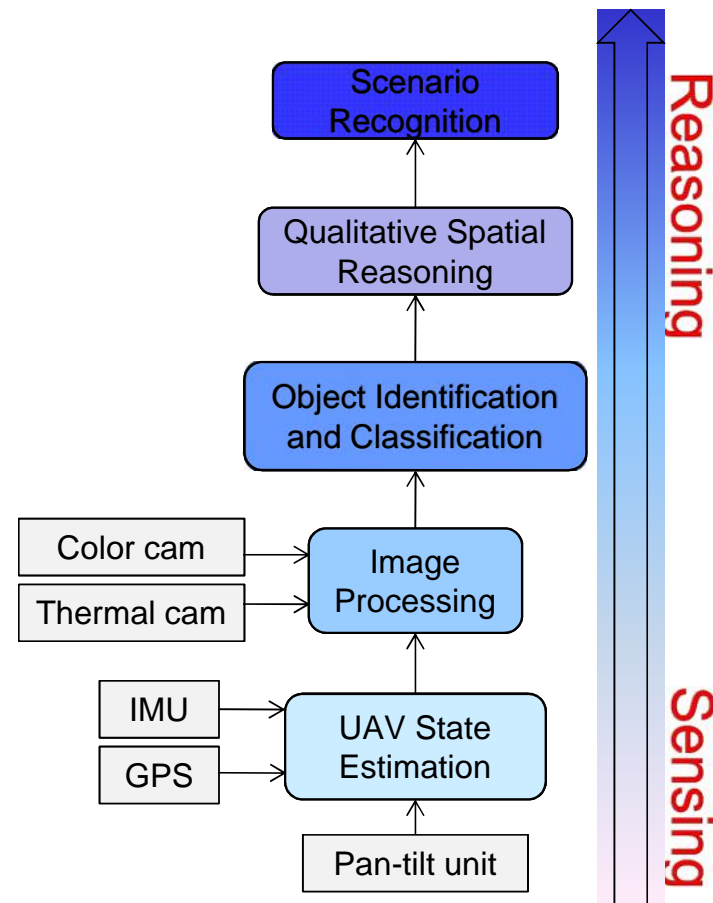 Scenario
Recognition
Qualitative Spatial
Reasoning
Object Identification
and Classification
Color cam
Thermal cam
Image
Processing
IMU
GPS
UAV State
Estimation
Pan-tilt unit
Reasoning
Sensing